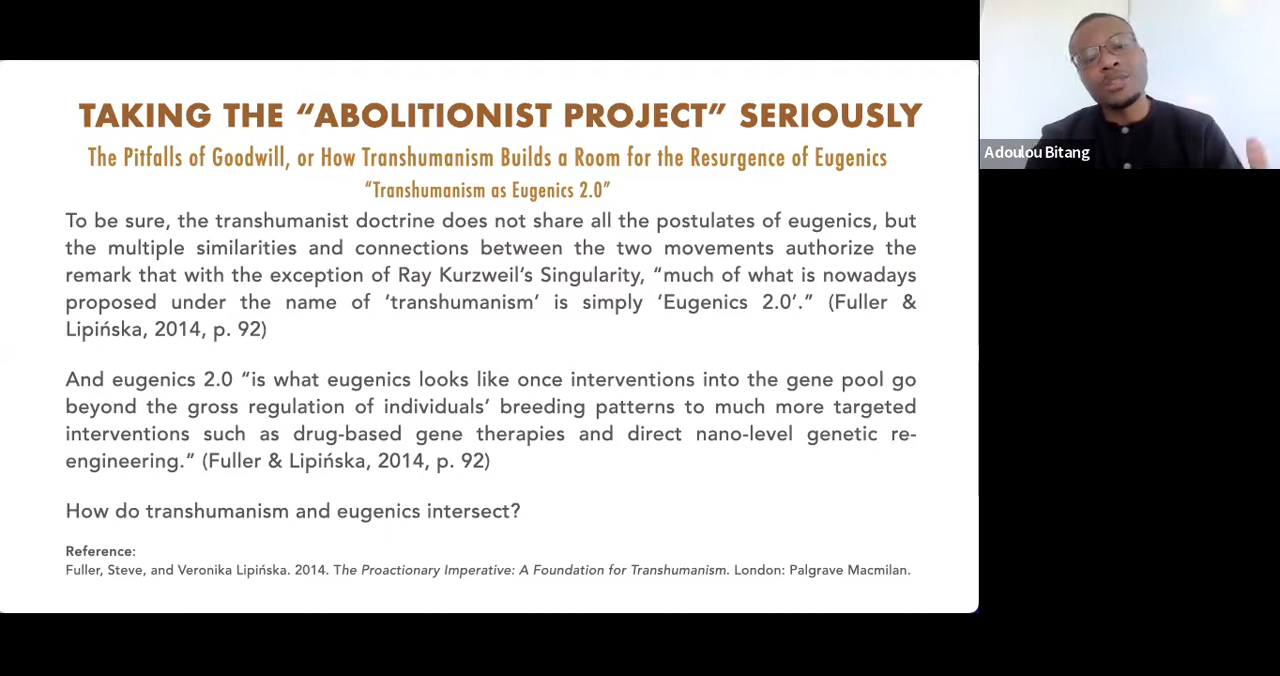 TAKING THE “ABOLITIONIST PROJECT” SERIOUSLY
The Pitfalls of Goodwill, or How Transhumanism Builds a Room for the Resurgence of Eugenics
“Transhumanism as Eugenics 2.0”
To be sure, the transhumanist doctrine does not share all the postulates of eugenics, but
the multiple similarities and connections between the two movements authorize the
remark that with the exception of Ray Kurzweil’s Singularity, “much of what is nowadays
proposed under the name of ‘transhumanism’ is simply ‘Eugenics 2.0’.” (Fuller &
Lipińska, 2014, p. 92)
And eugenics 2.0 “is what eugenics looks like once interventions into the gene pool go
beyond the gross regulation of individuals’ breeding patterns to much more targeted
interventions such as drug-based gene therapies and direct nano-level genetic re-
engineering.” (Fuller & Lipińska, 2014, p. 92)
How do transhumanism and eugenics intersect?
Reference:
Fuller, Steve, and Veronika Lipińska. 2014. The Proactionary Imperative: A Foundation for Transhumanism. London: Palgrave Macmilan.
Adoulou Bitang